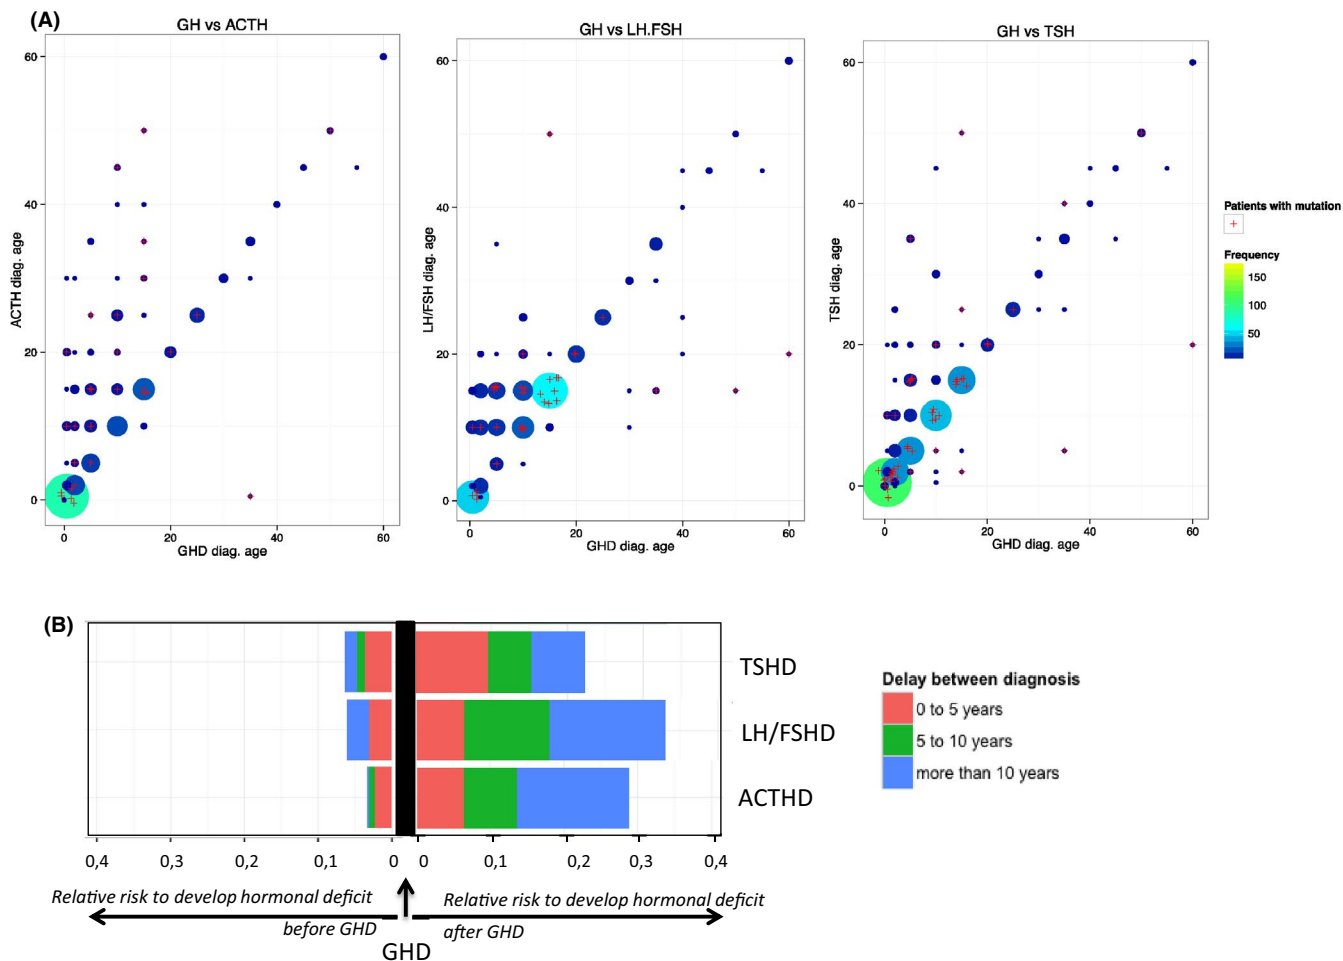 (A)
GH vs ACTH
GH vs LH.FSH
GH vs TSH
ACTH diag. age
60
40
20
0
0 20 40 60
GHD diag. age
LH/FSH diag. age
60
40
20
0
0 20 40 60
GHD diag. age
TSH diag. age
60
40
20
0
0 20 40 60
GHD diag. age
Patients with mutation
Frequency
150
100
50
(B)
TSHD
LH/FSHD
ACTHD
Delay between diagnosis
0 to 5 years
5 to 10 years
more than 10 years
0,4 0,3 0,2 0,1 0 0 0,1 0,2 0,3 0,4
Relative risk to develop hormonal deficit
before GHD
Relative risk to develop hormonal deficit
after GHD
GHD